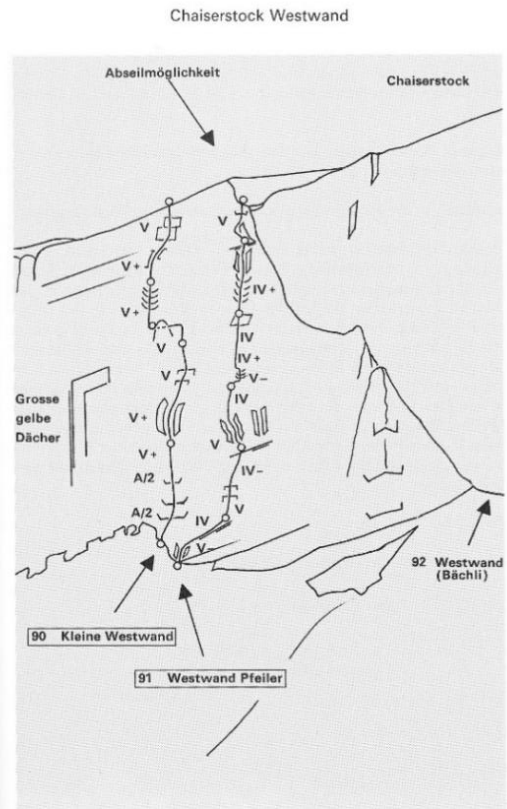 Chaiserstock Westwand
Abseilmöglichkeit
Chaiserstock
V
V
V+
IV+
V+
IV
V
IV+
V
V–
IV
Grosse
gelbe
Dächer
V+
V
V+
IV–
A/2
V
A/2
IV
V–
92 Westwand
(Bächli)
90 Kleine Westwand
91 Westwand Pfeiler